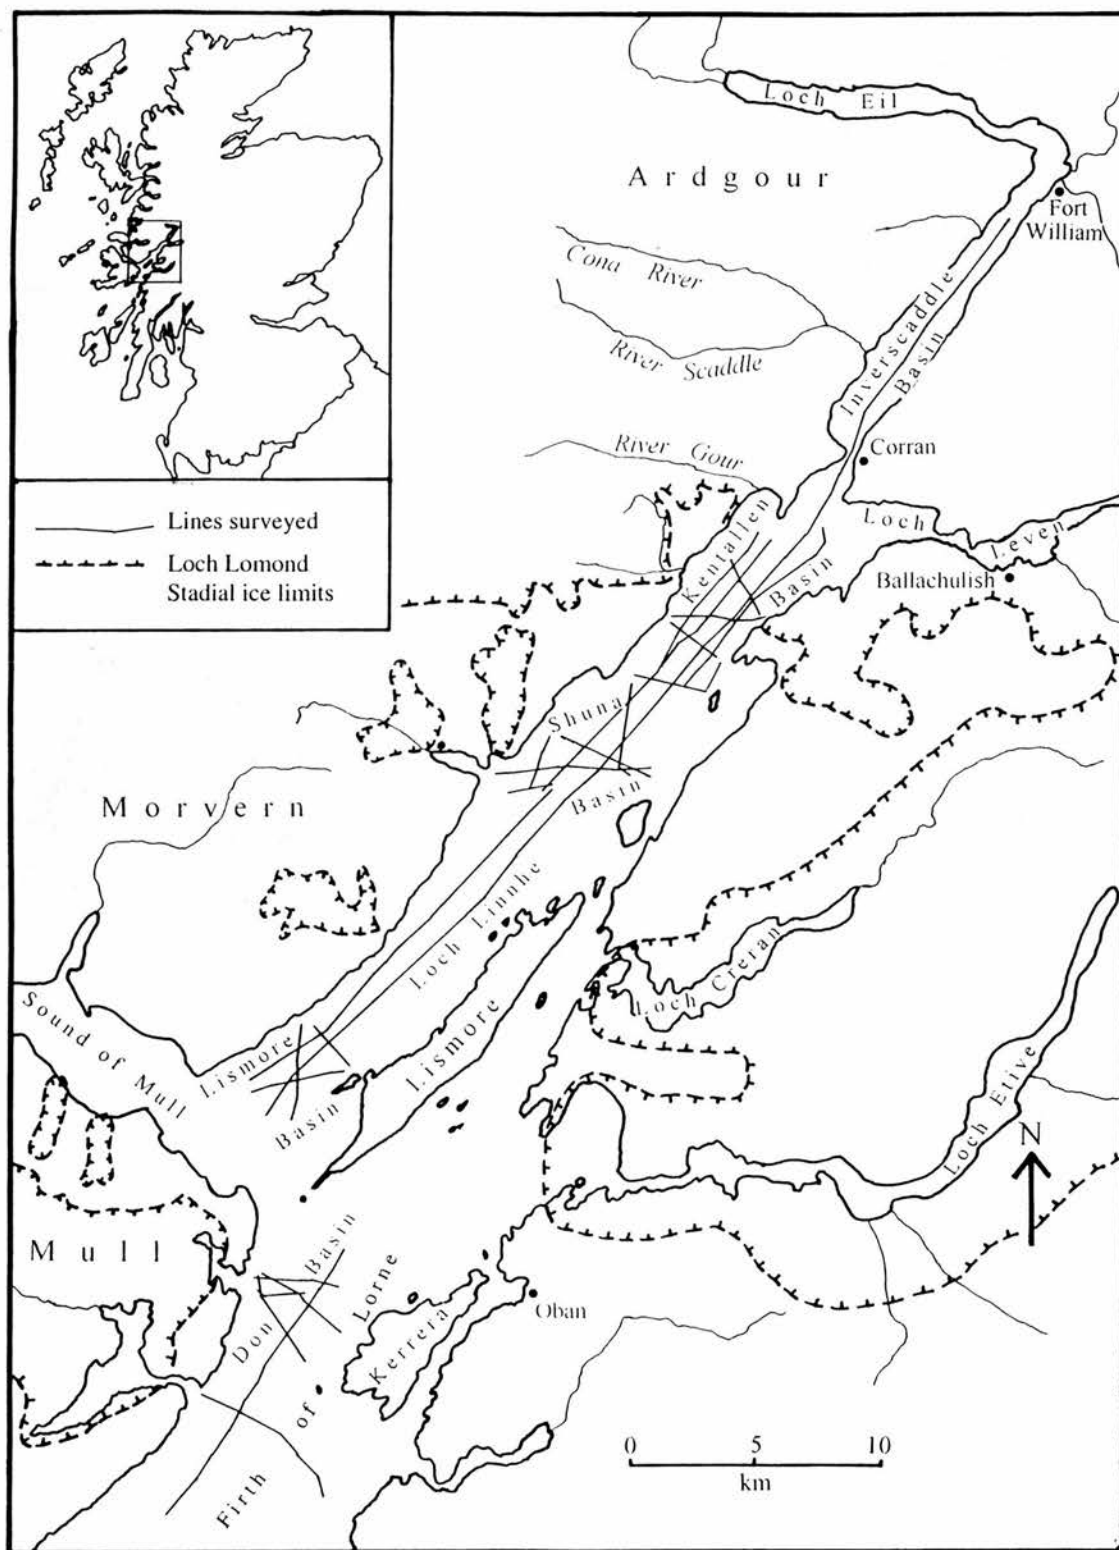 Loch Eil
Ardgour
Fort
William
Cona River
River Scaddle
Inverscaddle
Basin
River Gour
Corran
Lines surveyed
Loch Lomond
Stadial ice limits
Loch Leven
Kentallen
Basin
Ballachulish
Shuna
Basin
Morvern
Loch Linnhe
Loch Creran
Lismore
Sound of Mull
Lismore
Basin
Loch Etive
N
Mull
Don Basin
Firth of Lorne
Kerrera
Oban
0 5 10
km